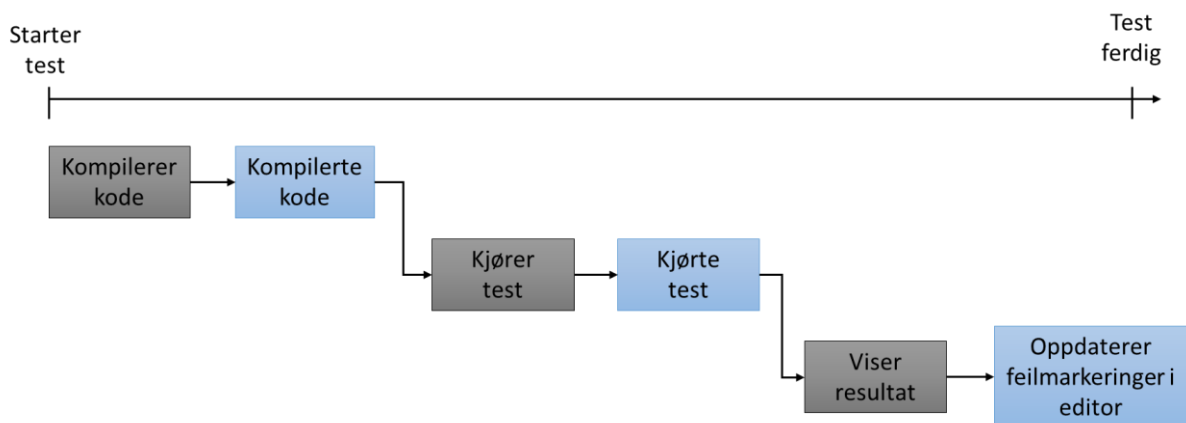 Starter
test
Test
ferdig
Kompilerer
kode
Kompilerte
kode
Kjører
test
Kjørte
test
Viser
resultat
Oppdaterer
feilmarkeringer i
editor